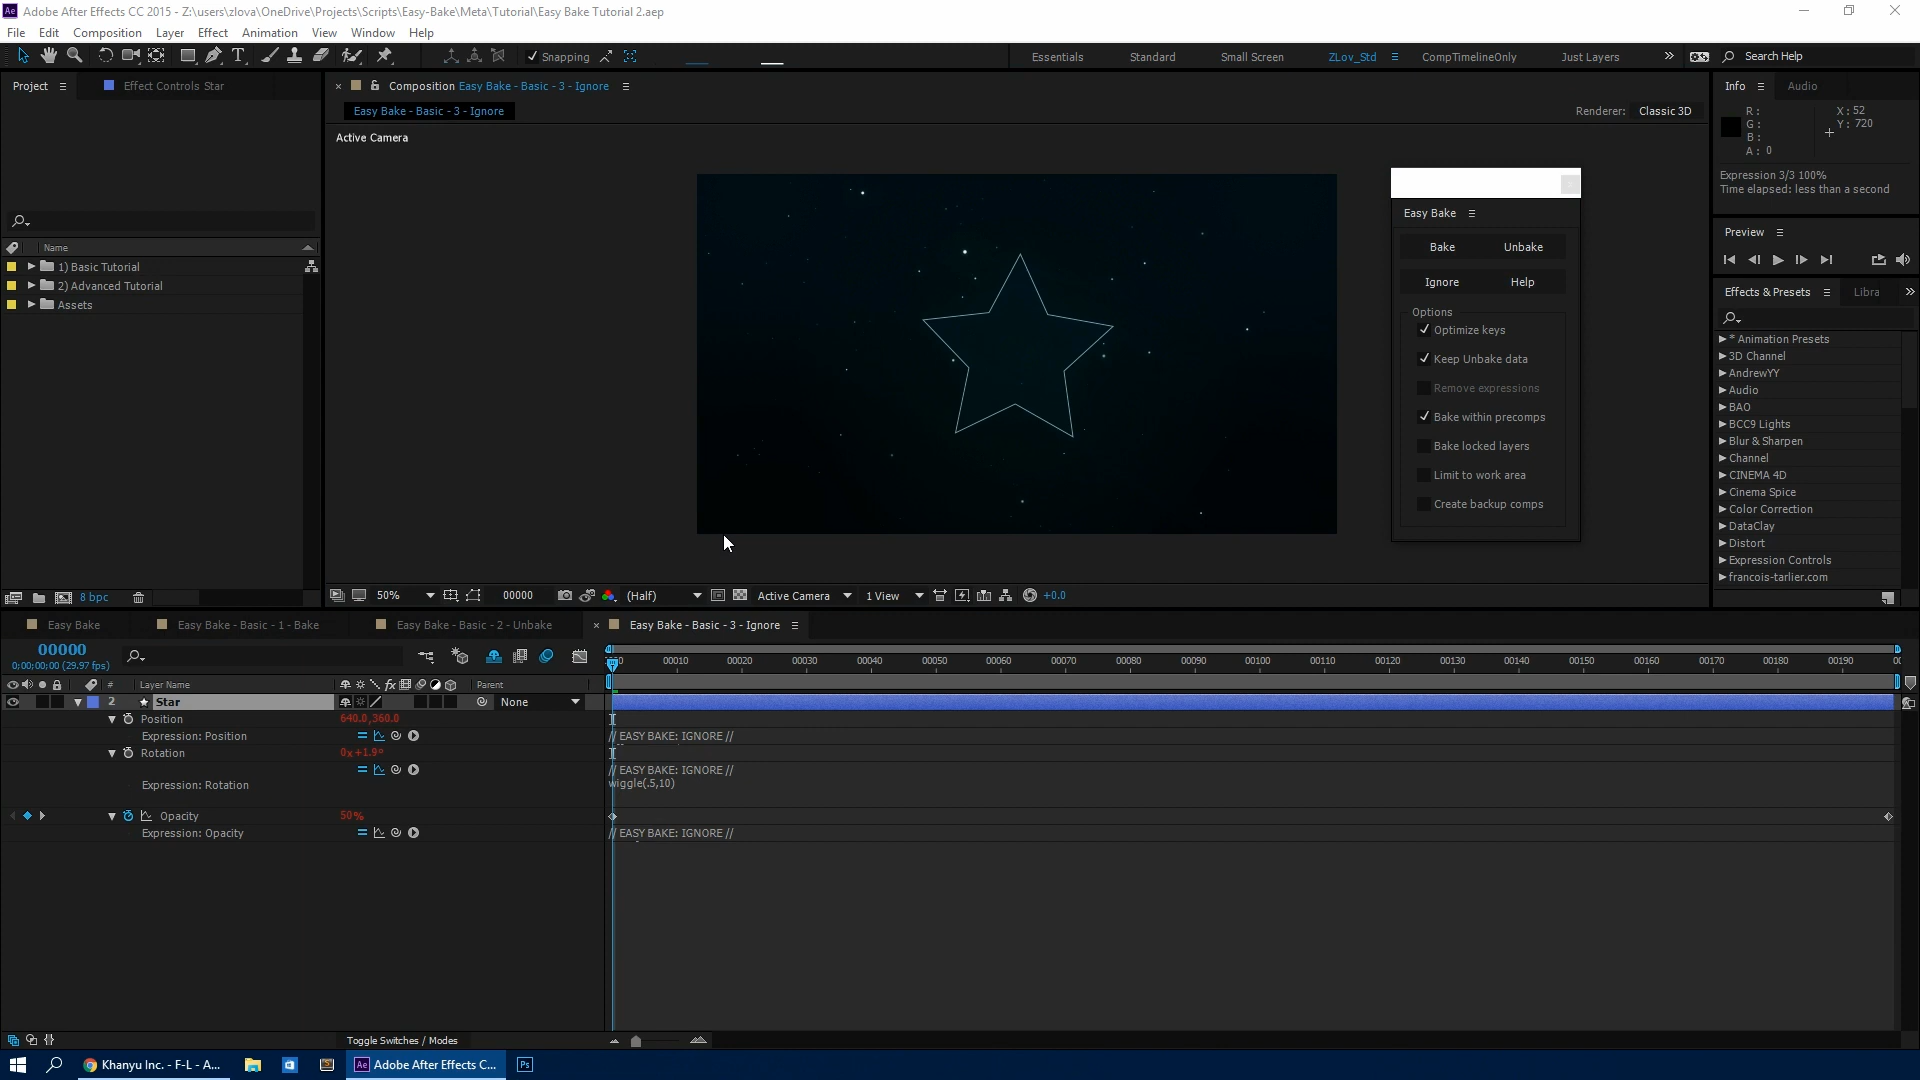 Adobe After Effects CC 2015 - Z:\users\zlova\OneDrive\Projects\Scripts\Easy-Bake\Meta\Tutorial\Easy Bake Tutorial 2.aep
File Edit Composition Layer Effect Animation View Window Help
Snapping
Essentials Standard Small Screen ZLov_Std CompTimelineOnly Just Layers Search Help
Project Effect Controls Star
Composition Easy Bake - Basic - 3 - Ignore
Info Audio
Easy Bake - Basic - 3 - Ignore
Renderer: Classic 3D
Active Camera
R:
G:
B:
A: 0
X: 52
Y: 720
Expression 3/3 100%
Time elapsed: less than a second
Preview
Effects & Presets Libra
* Animation Presets
3D Channel
AndrewYY
Audio
BAO
BCC9 Lights
Blur & Sharpen
Channel
CINEMA 4D
Cinema Spice
Color Correction
DataClay
Distort
Expression Controls
francois-tarlier.com
Name
1) Basic Tutorial
2) Advanced Tutorial
Assets
8 bpc
Easy Bake
Bake Unbake
Ignore Help
Options
Optimize keys
Keep Unbake data
Remove expressions
Bake within precomps
Bake locked layers
Limit to work area
Create backup comps
50% 00000 (Half) Active Camera 1 View +0.0
Easy Bake Easy Bake - Basic - 1 - Bake Easy Bake - Basic - 2 - Unbake Easy Bake - Basic - 3 - Ignore
00000
0;00;00;00 (29.97 fps)
00010 00020 00030 00040 00050 00060 00070 00080 00090 00100 00110 00120 00130 00140 00150 00160 00170 00180 00190
# Layer Name fx Parent
2 Star None
Position 640.0,360.0
Expression: Position // EASY BAKE: IGNORE //
Rotation 0x+1.9°
// EASY BAKE: IGNORE //
Expression: Rotation wiggle(.5,10)
Opacity 50%
Expression: Opacity // EASY BAKE: IGNORE //
Toggle Switches / Modes
Khanyu Inc. - F-L - A... Ae Adobe After Effects C... Ps